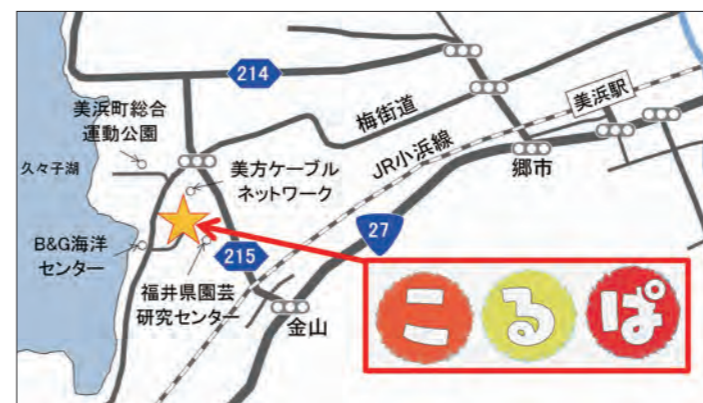 214
美浜町総合
運動公園
梅街道
美浜駅
久々子湖
美方ケーブル
ネットワーク
JR小浜線
郷市
B&G海洋
センター
215
27
福井県園芸
研究センター
金山
こるぱ